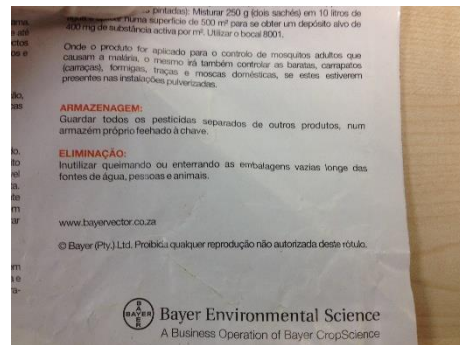 pintadas): Misturar 250 g (dois sachés) em 10 litros de
numa superfície de 500 m² para se obter um depósito alvo de
400 mg de substância activa por m². Utilizar o bocal 8001.
Onde o produto for aplicado para o controlo de mosquitos adultos que
causam a malária, o mesmo irá também controlar as baratas, carrapatos
(carraças), formigas, traças e moscas domésticas, se estes estiverem
presentes nas instalações pulverizadas.
ARMAZENAGEM:
Guardar todos os pesticidas separados de outros produtos, num
armazém próprio feehado à chave.
ELIMINAÇÃO:
Inutilizar queimando ou enterrando as embalagens vazias longe das
fontes de água, pessoas e animais.
www.bayervector.co.za
© Bayer (Pty.) Ltd. Proibida qualquer reprodução não autorizada deste rótulo.
BAYER
Bayer Environmental Science
A Business Operation of Bayer CropScience